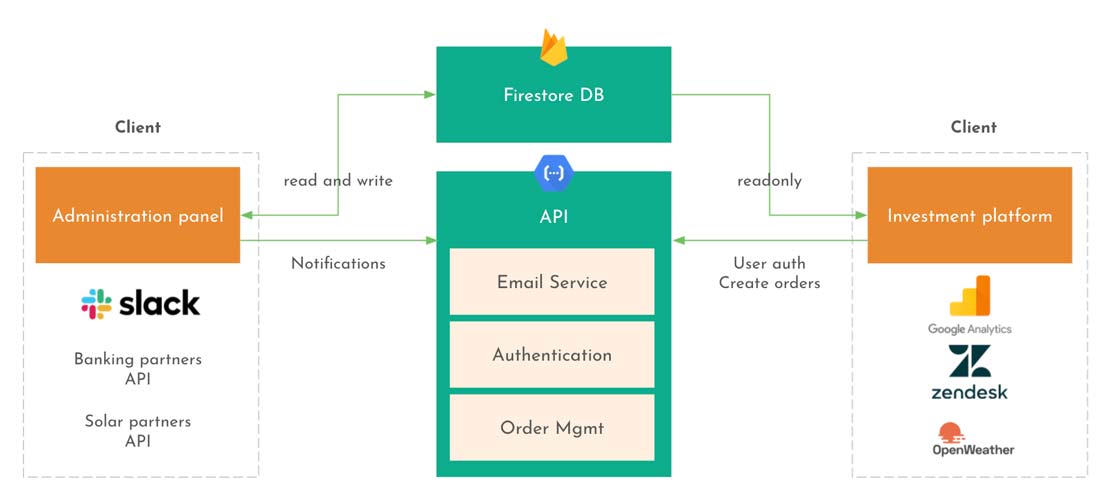 Firestore DB
Client
Client
read and write
readonly
Administration panel
API
Investment platform
Notifications
User auth
Create orders
Email Service
slack
Google Analytics
Banking partners
API
Authentication
zendesk
Solar partners
API
Order Mgmt
OpenWeather